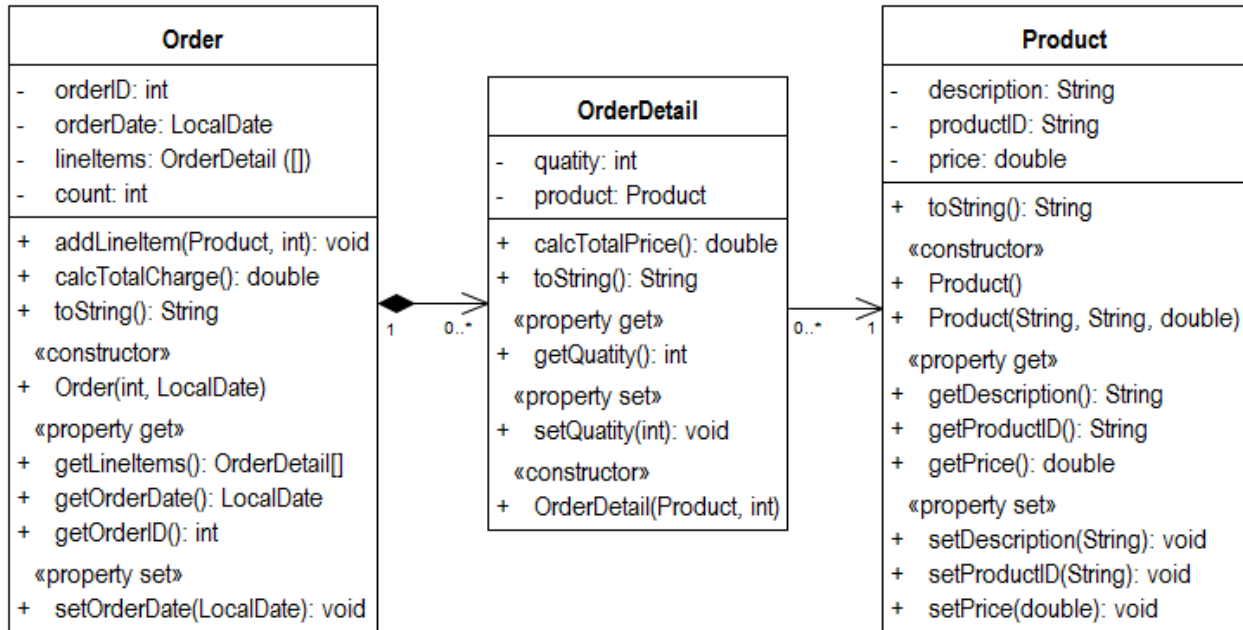 Order
- orderID: int
- orderDate: LocalDate
- lineItems: OrderDetail ([])
- count: int
+ addLineItem(Product, int): void
+ calcTotalCharge(): double
+ toString(): String
«constructor»
+ Order(int, LocalDate)
«property get»
+ getLineItems(): OrderDetail[]
+ getOrderDate(): LocalDate
+ getOrderID(): int
«property set»
+ setOrderDate(LocalDate): void
1
0..*
OrderDetail
- quatity: int
- product: Product
+ calcTotalPrice(): double
+ toString(): String
«property get»
+ getQuatity(): int
«property set»
+ setQuatity(int): void
«constructor»
+ OrderDetail(Product, int)
0..*
1
Product
- description: String
- productID: String
- price: double
+ toString(): String
«constructor»
+ Product()
+ Product(String, String, double)
«property get»
+ getDescription(): String
+ getProductID(): String
+ getPrice(): double
«property set»
+ setDescription(String): void
+ setProductID(String): void
+ setPrice(double): void